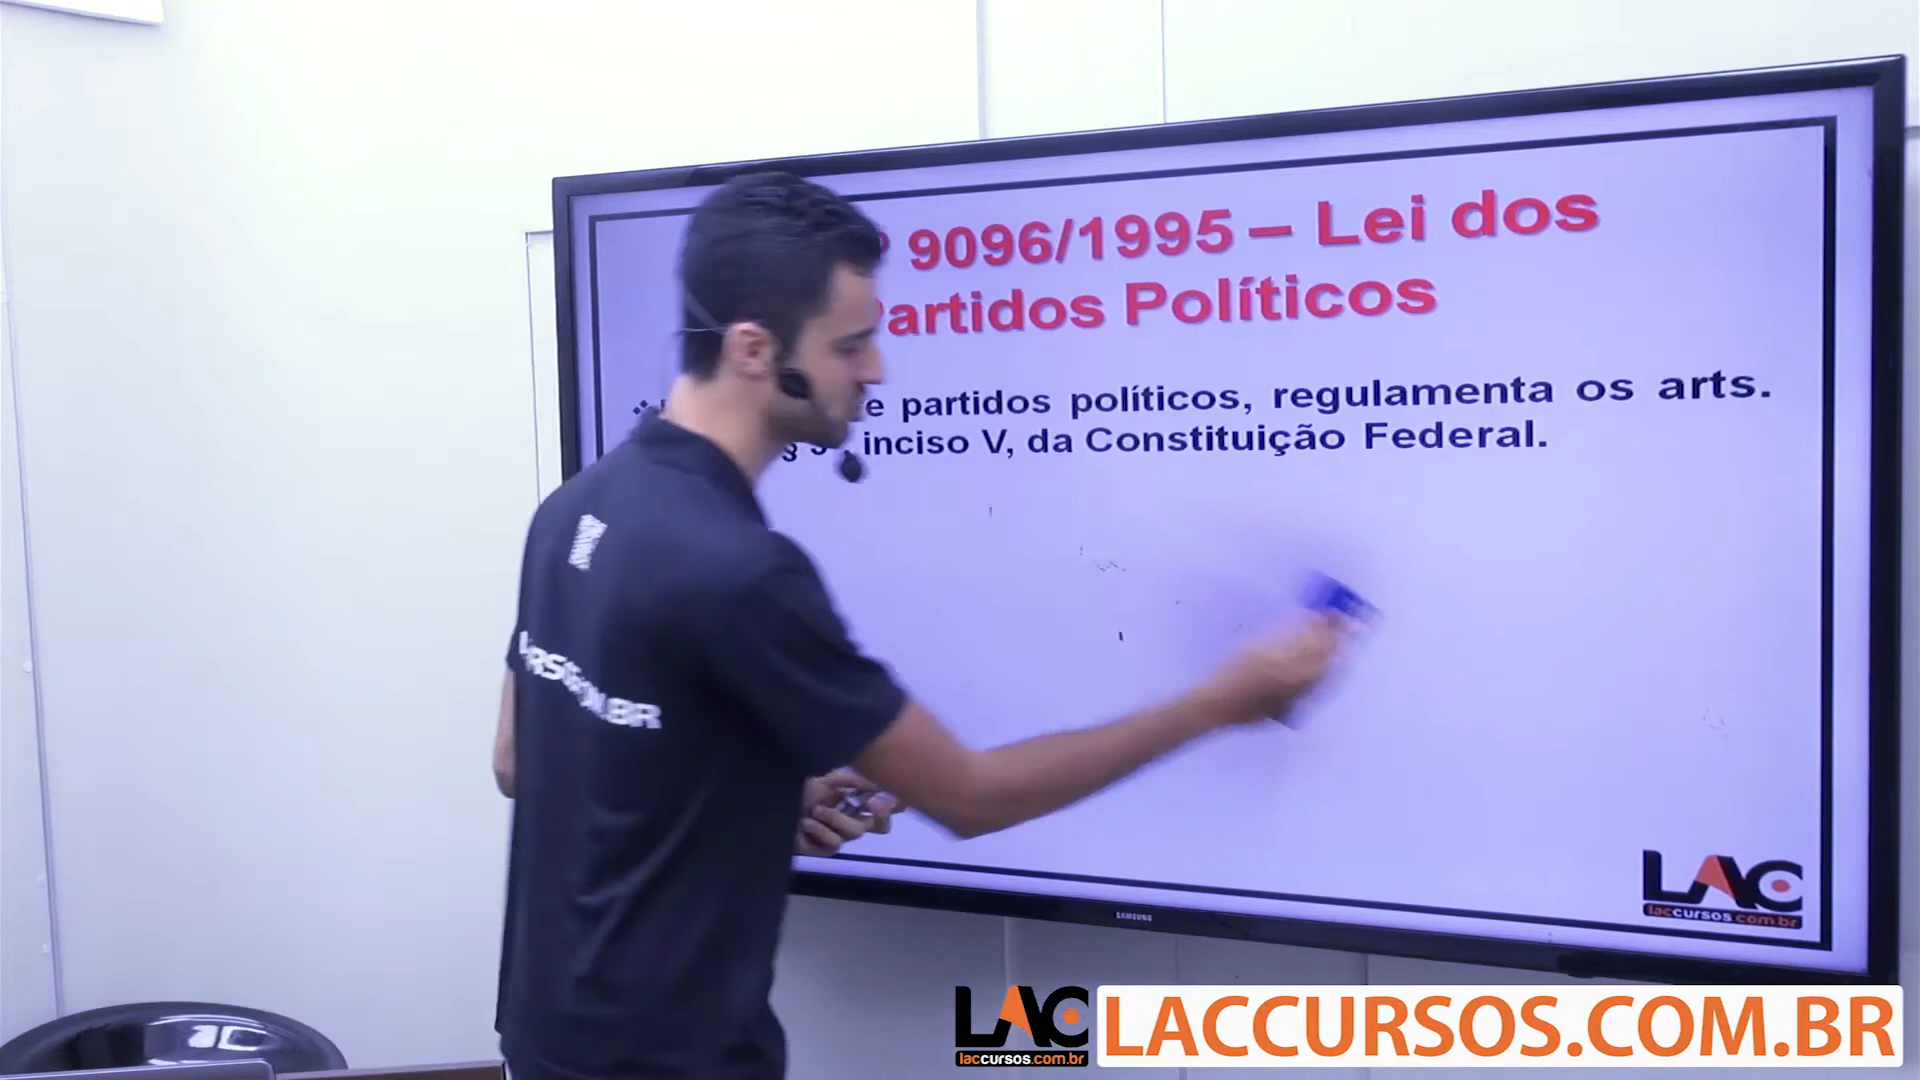 9096/1995 – Lei dos
Partidos Políticos
e partidos políticos, regulamenta os arts.
inciso V, da Constituição Federal.
LAC
laccursos.com.br
SAMSUNG
LAC
laccursos.com.br
LACCURSOS.COM.BR